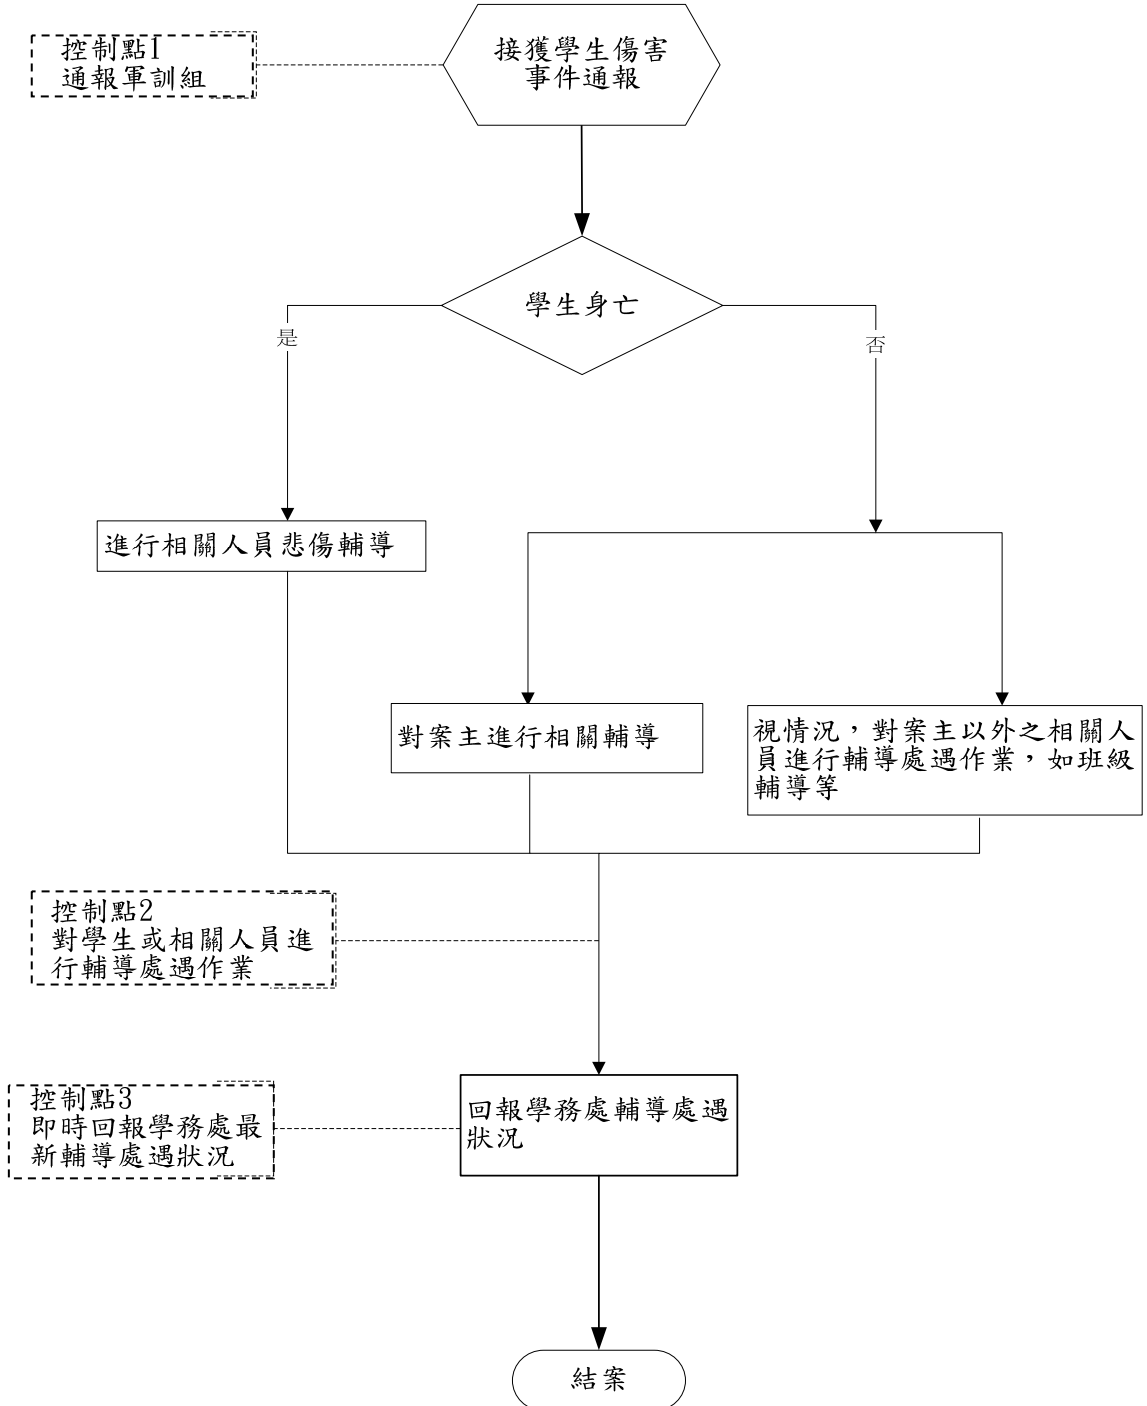 控制點1
通報軍訓組
接獲學生傷害
事件通報
學生身亡
是
否
進行相關人員悲傷輔導
對案主進行相關輔導
視情況，對案主以外之相關人
員進行輔導處遇作業，如班級
輔導等
控制點2
對學生或相關人員進
行輔導處遇作業
控制點3
即時回報學務處最
新輔導處遇狀況
回報學務處輔導處遇
狀況
結案